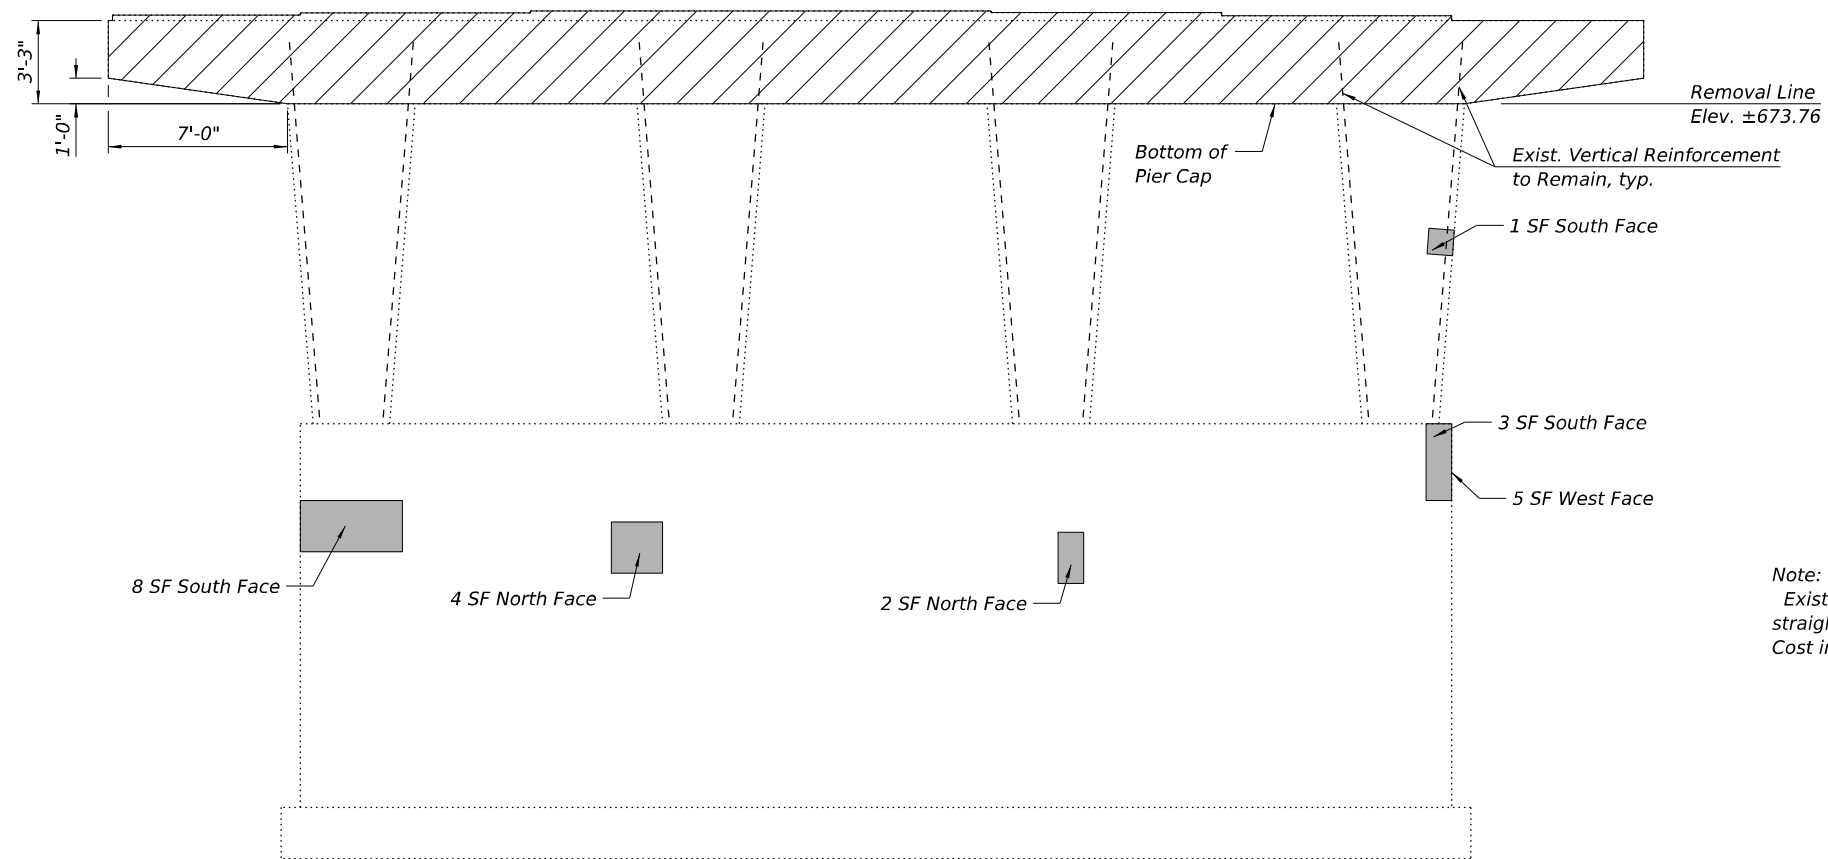 3'-3"
1'-0"
7'-0"
Removal Line
Elev. ±673.76
Bottom of
Pier Cap
Exist. Vertical Reinforcement
to Remain, typ.
1 SF South Face
3 SF South Face
5 SF West Face
8 SF South Face
4 SF North Face
2 SF North Face
Note:
Exist
Cost